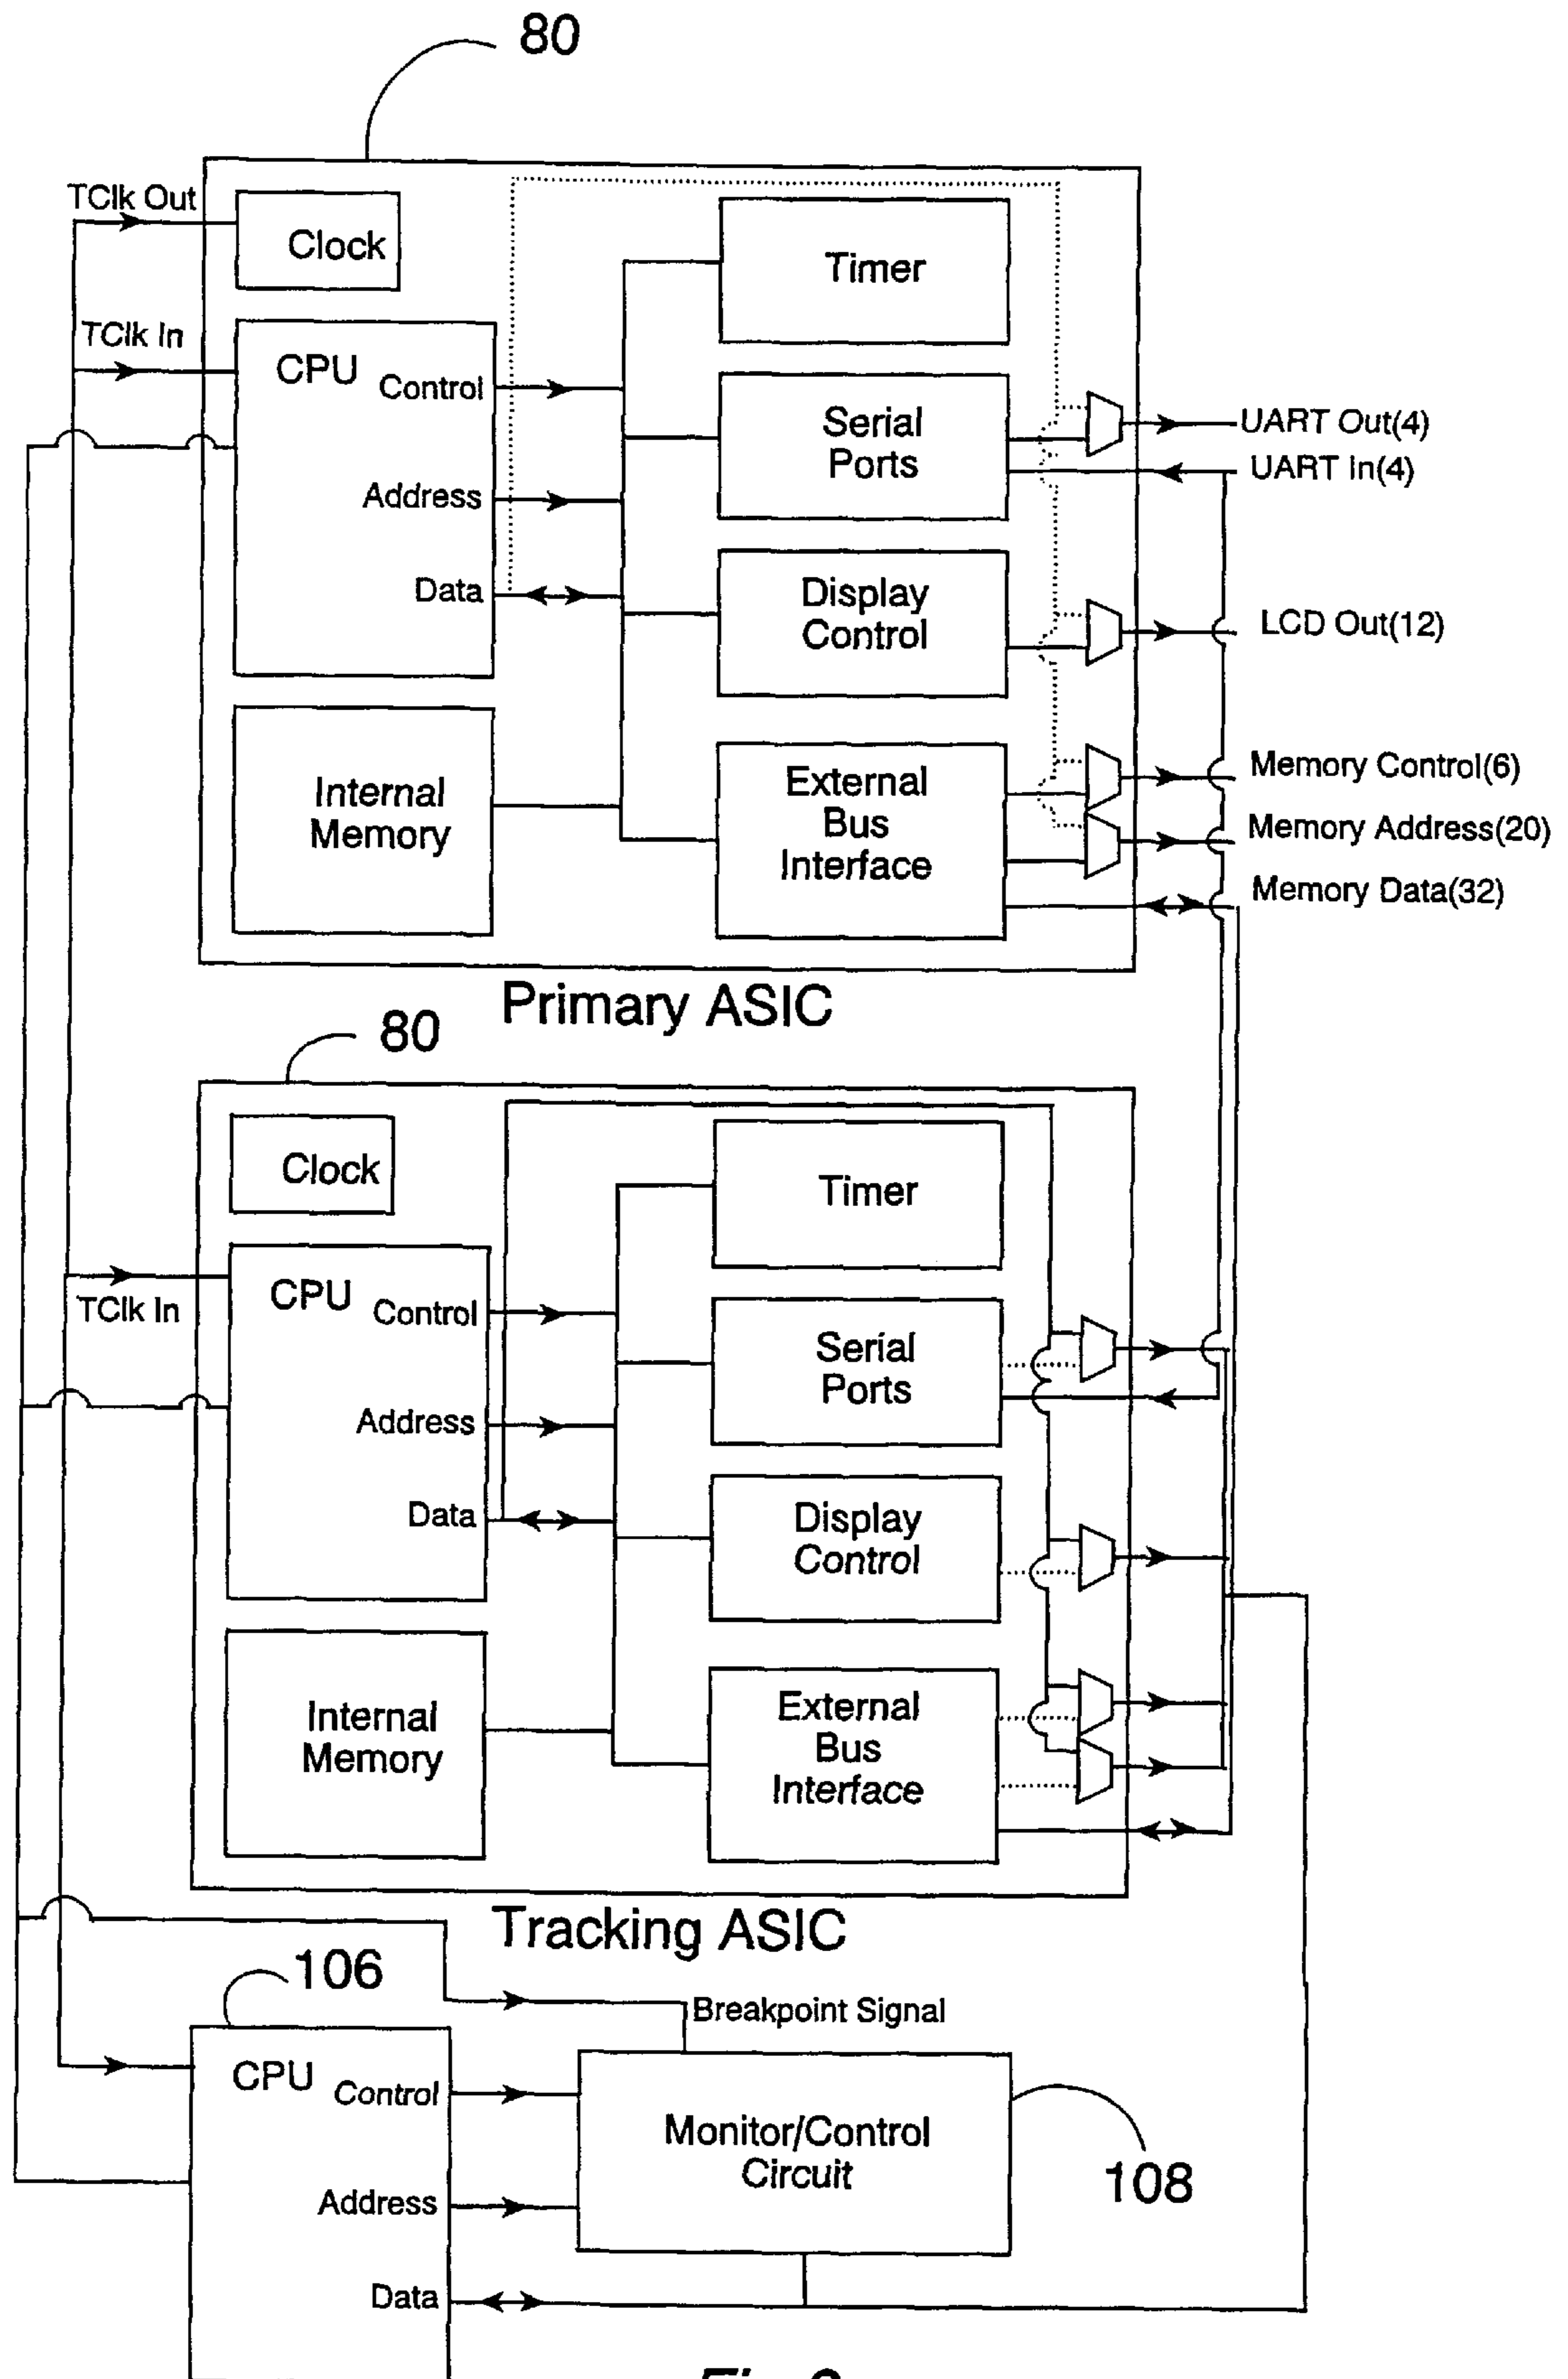 80
TClk Out
Clock
Timer
TClk In
CPU
Control
Serial
Ports
UART Out(4)
UART In(4)
Address
Data
Display
Control
LCD Out(12)
Internal
Memory
External
Bus
Interface
Memory Control(6)
Memory Address(20)
Memory Data(32)
Primary ASIC
80
Clock
Timer
TClk In
CPU
Control
Serial
Ports
Address
Data
Display
Control
Internal
Memory
External
Bus
Interface
Tracking ASIC
106
Breakpoint Signal
CPU
Control
Monitor/Control
Circuit
108
Address
Data